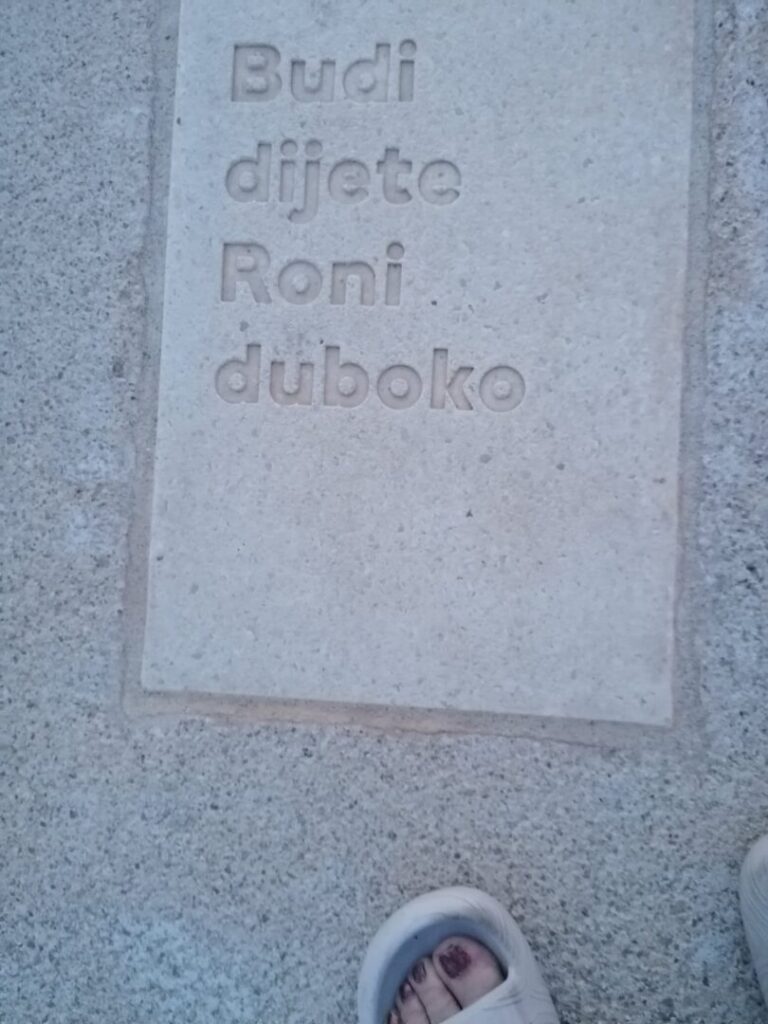 Budi
dijete
Roni
duboko